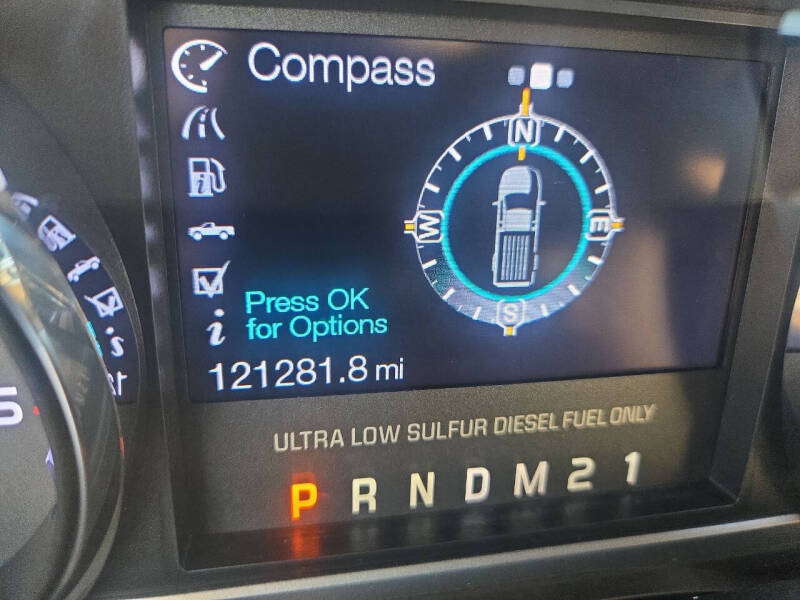 Compass
N
W
E
S
Press OK
for Options
121281.8 mi
ULTRA LOW SULFUR DIESEL FUEL ONLY
P R N D M 2 1